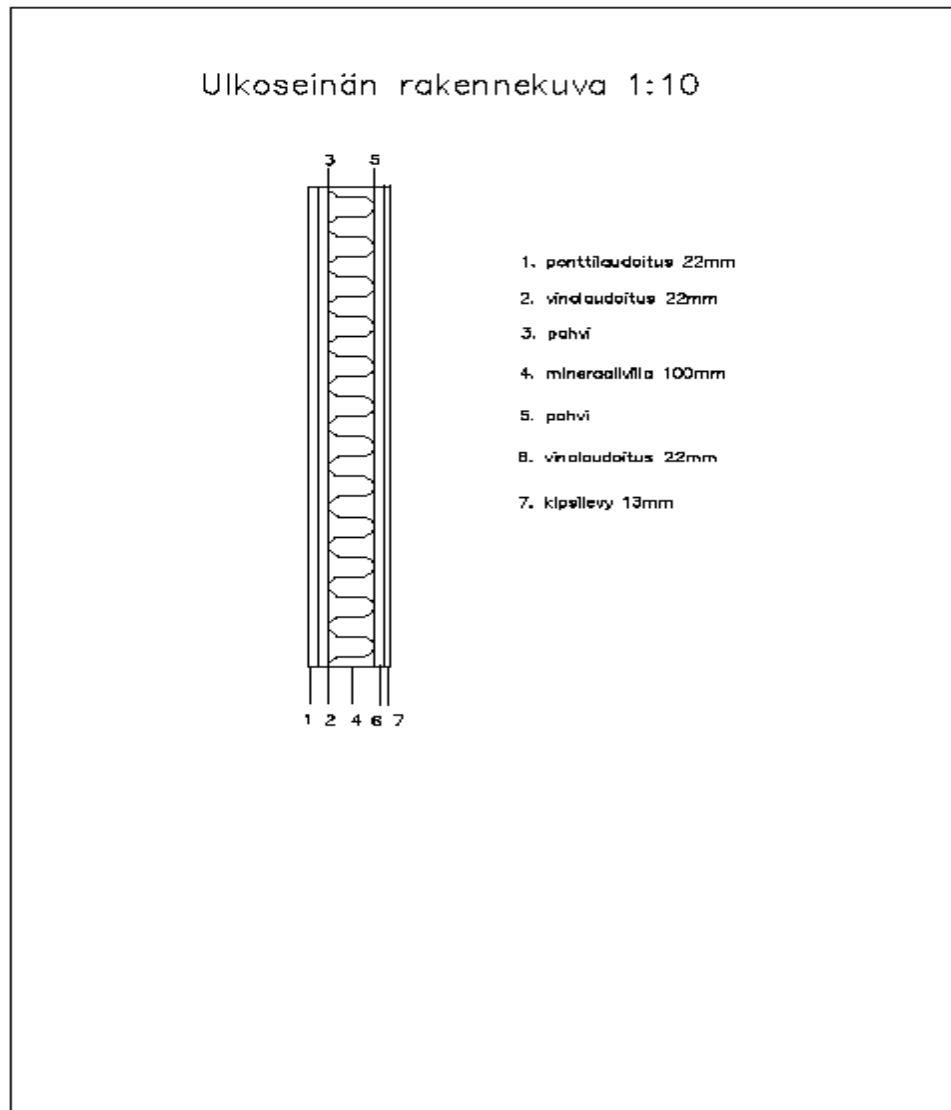 Ulkoseinän rakennekuva 1:10
3 5
1. ponttilaudoitus 22mm
2. vinolaudoitus 22mm
3. pahvi
4. mineraalivilla 100mm
5. pahvi
6. vinolaudoitus 22mm
7. kipsilevy 13mm
1 2 4 6 7